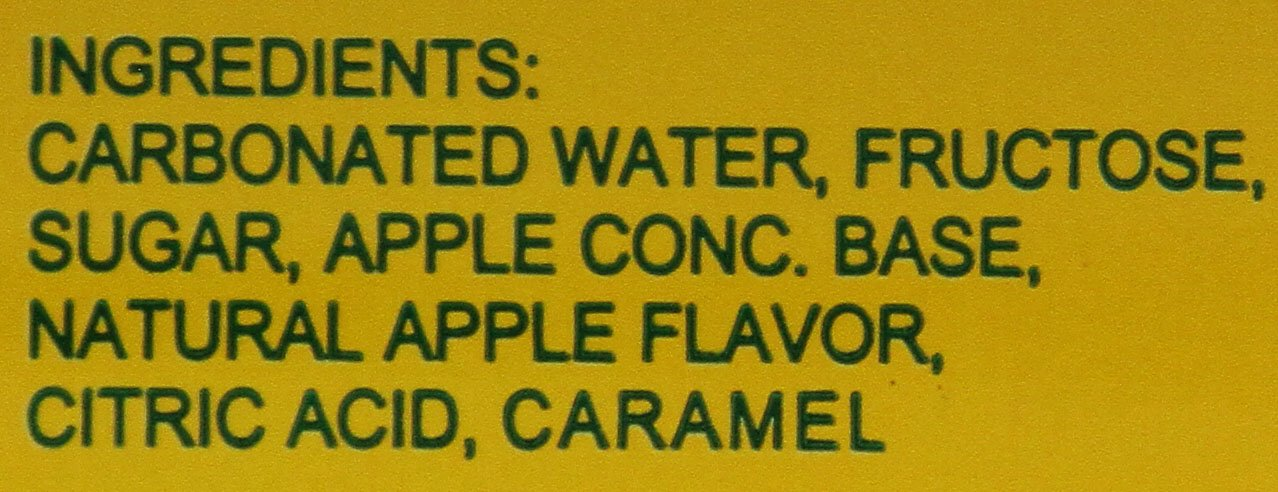 INGREDIENTS:
CARBONATED WATER, FRUCTOSE,
SUGAR, APPLE CONC. BASE,
NATURAL APPLE FLAVOR,
CITRIC ACID, CARAMEL